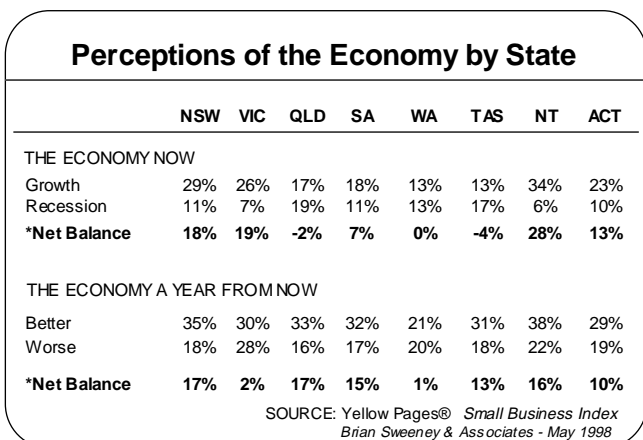 Perceptions of the Economy by State
NSW VIC QLD SA WA TAS NT ACT
THE ECONOMY NOW
Growth 29% 26% 17% 18% 13% 13% 34% 23%
Recession 11% 7% 19% 11% 13% 17% 6% 10%
*Net Balance 18% 19% -2% 7% 0% -4% 28% 13%
THE ECONOMY A YEAR FROM NOW
Better 35% 30% 33% 32% 21% 31% 38% 29%
Worse 18% 28% 16% 17% 20% 18% 22% 19%
*Net Balance 17% 2% 17% 15% 1% 13% 16% 10%
SOURCE: Yellow Pages® Small Business Index
Brian Sweeney & Associates - May 1998